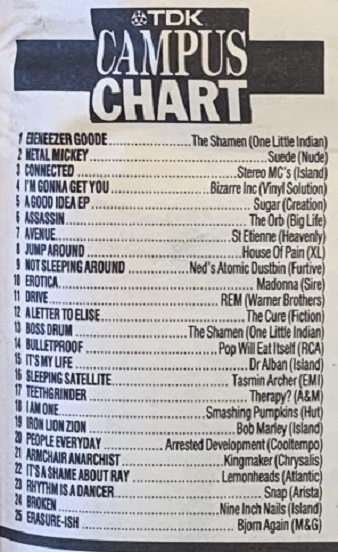 TDK
CAMPUS
CHART
1 EBENEEZER GOODE The Shamen (One Little Indian)
2 METAL MICKEY Suede (Nude)
3 CONNECTED Stereo MC's (Island)
4 I'M GONNA GET YOU Bizarre Inc (Vinyl Solution)
5 A GOOD IDEA EP Sugar (Creation)
6 ASSASSIN The Orb (Big Life)
7 AVENUE St Etienne (Heavenly)
8 JUMP AROUND House Of Pain (XL)
9 NOT SLEEPING AROUND Ned's Atomic Dustbin (Furtive)
10 EROTICA Madonna (Sire)
11 DRIVE REM (Warner Brothers)
12 A LETTER TO ELISE The Cure (Fiction)
13 BOSS DRUM The Shamen (One Little Indian)
14 BULLETPROOF Pop Will Eat Itself (RCA)
15 IT'S MY LIFE Dr Alban (Island)
16 SLEEPING SATELLITE Tasmin Archer (EMI)
17 TEETHGRINDER Therapy? (A&M)
18 I AM ONE Smashing Pumpkins (Hut)
19 IRON LION ZION Bob Marley (Island)
20 PEOPLE EVERYDAY Arrested Development (Cooltempo)
21 ARMCHAIR ANARCHIST Kingmaker (Chrysalis)
22 IT'S A SHAME ABOUT RAY Lemonheads (Atlantic)
23 RHYTHM IS A DANCER Snap (Arista)
24 BROKEN Nine Inch Nails (Island)
25 ERASURE-ISH Bjorn Again (M&G)